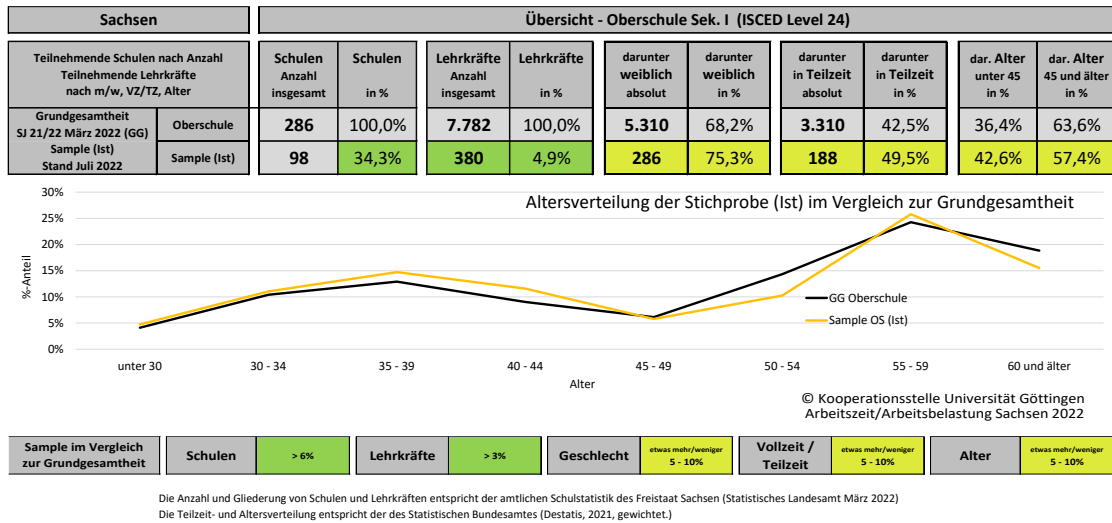 Sachsen
Übersicht - Oberschule Sek. I (ISCED Level 24)
Teilnehmende Schulen nach Anzahl
Teilnehmende Lehrkräfte
nach m/w, VZ/TZ, Alter
Schulen
Anzahl
insgesamt
Schulen
in %
Lehrkräfte
Anzahl
insgesamt
Lehrkräfte
in %
darunter
weiblich
absolut
darunter
weiblich
in %
darunter
in Teilzeit
absolut
darunter
in Teilzeit
in %
dar. Alter
unter 45
in %
dar. Alter
45 und älter
in %
Grundgesamtheit
SJ 21/22 März 2022 (GG)
Oberschule 286 100,0% 7.782 100,0% 5.310 68,2% 3.310 42,5% 36,4% 63,6%
Sample (Ist)
Stand Juli 2022
Sample (Ist) 98 34,3% 380 4,9% 286 75,3% 188 49,5% 42,6% 57,4%
Altersverteilung der Stichprobe (Ist) im Vergleich zur Grundgesamtheit
%-Anteil
30%
25%
20%
15%
10%
5%
0%
GG Oberschule
Sample OS (Ist)
unter 30 30 - 34 35 - 39 40 - 44 45 - 49 50 - 54 55 - 59 60 und älter
Alter
© Kooperationsstelle Universität Göttingen
Arbeitszeit/Arbeitsbelastung Sachsen 2022
Sample im Vergleich
zur Grundgesamtheit
Schulen
> 6%
Lehrkräfte
> 3%
Geschlecht
etwas mehr/weniger
5 - 10%
Vollzeit /
Teilzeit
etwas mehr/weniger
5 - 10%
Alter
etwas mehr/weniger
5 - 10%
Die Anzahl und Gliederung von Schulen und Lehrkräften entspricht der amtlichen Schulstatistik des Freistaat Sachsen (Statistisches Landesamt März 2022)
Die Teilzeit- und Altersverteilung entspricht der des Statistischen Bundesamtes (Destatis, 2021, gewichtet.)